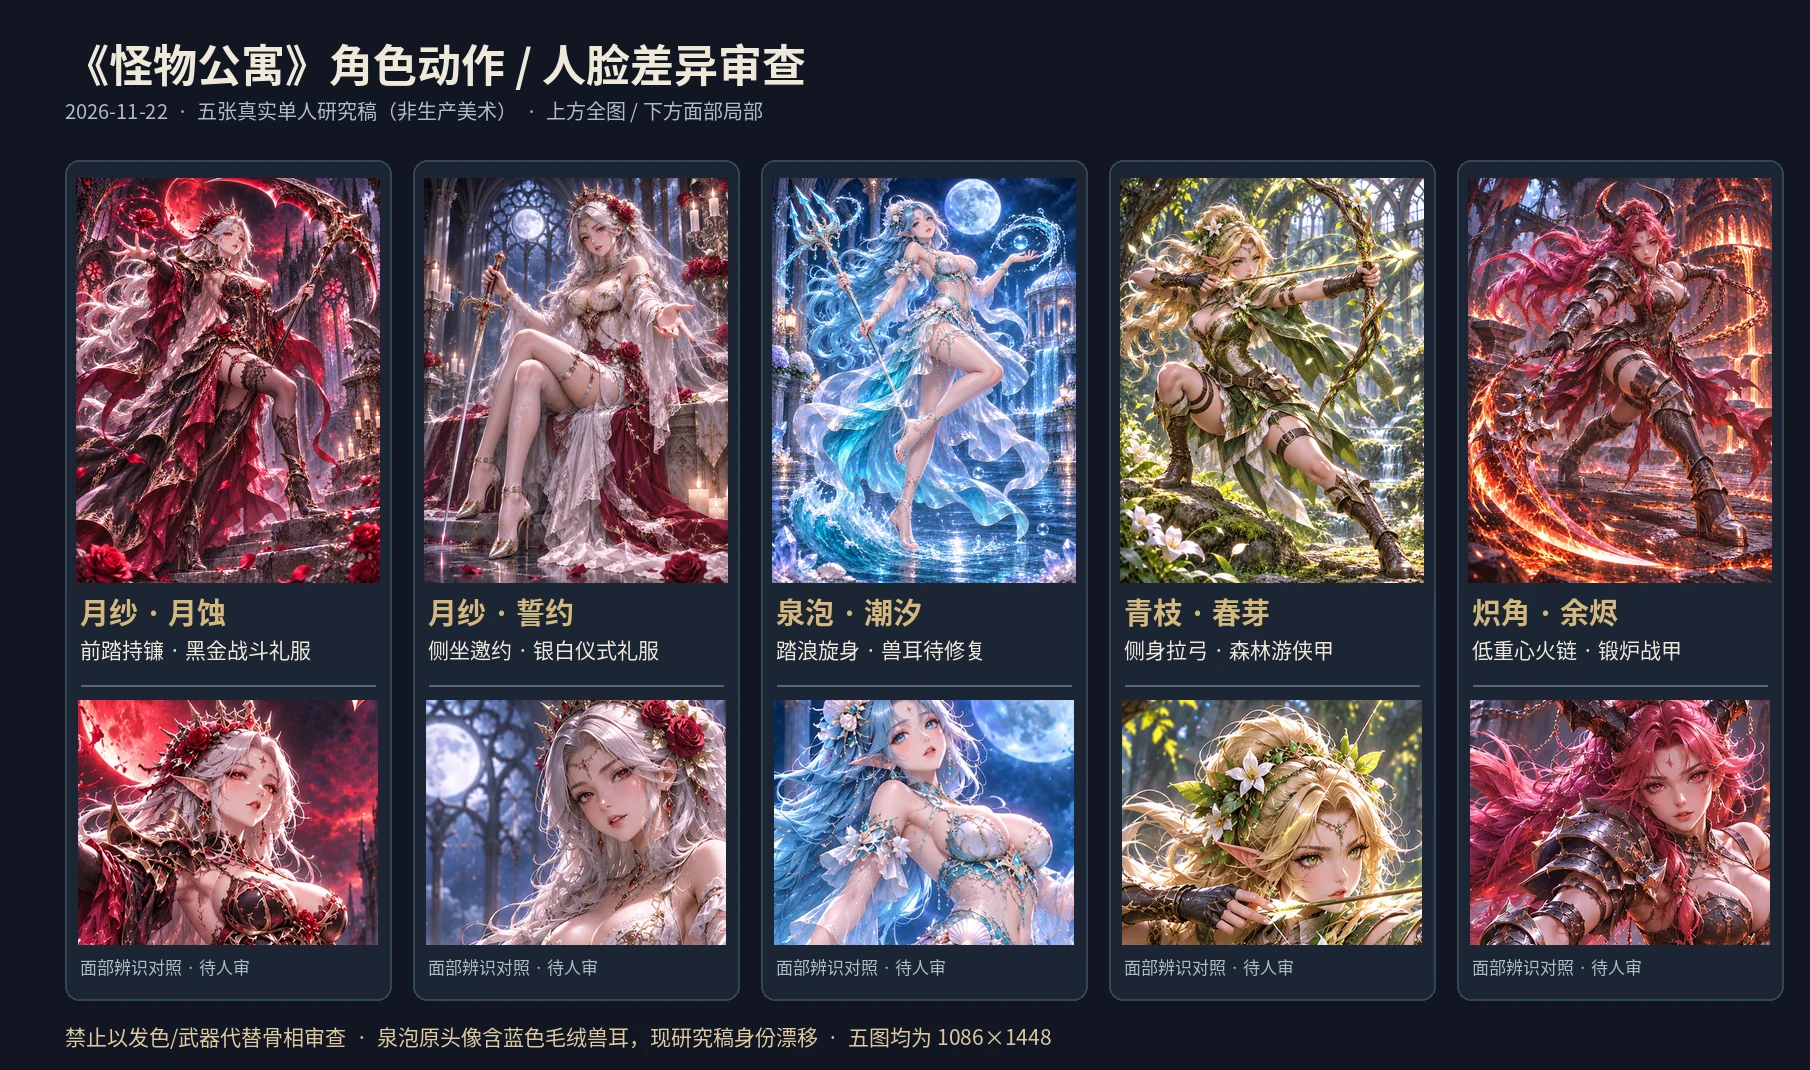 《怪物公寓》角色动作 / 人脸差异审查
2026-11-22 · 五张真实单人研究稿（非生产美术） · 上方全图 / 下方面部局部
月纱 · 月蚀
前踏持镰 · 黑金战斗礼服
面部辨识对照 · 待人审
月纱 · 誓约
侧坐邀约 · 银白仪式礼服
面部辨识对照 · 待人审
泉泡 · 潮汐
踏浪旋身 · 兽耳待修复
面部辨识对照 · 待人审
青枝 · 春芽
侧身拉弓 · 森林游侠甲
面部辨识对照 · 待人审
炽角 · 余烬
低重心火链 · 锻炉战甲
面部辨识对照 · 待人审
禁止以发色/武器代替骨相审查 · 泉泡原头像含蓝色毛绒兽耳，现研究稿身份漂移 · 五图均为 1086×1448